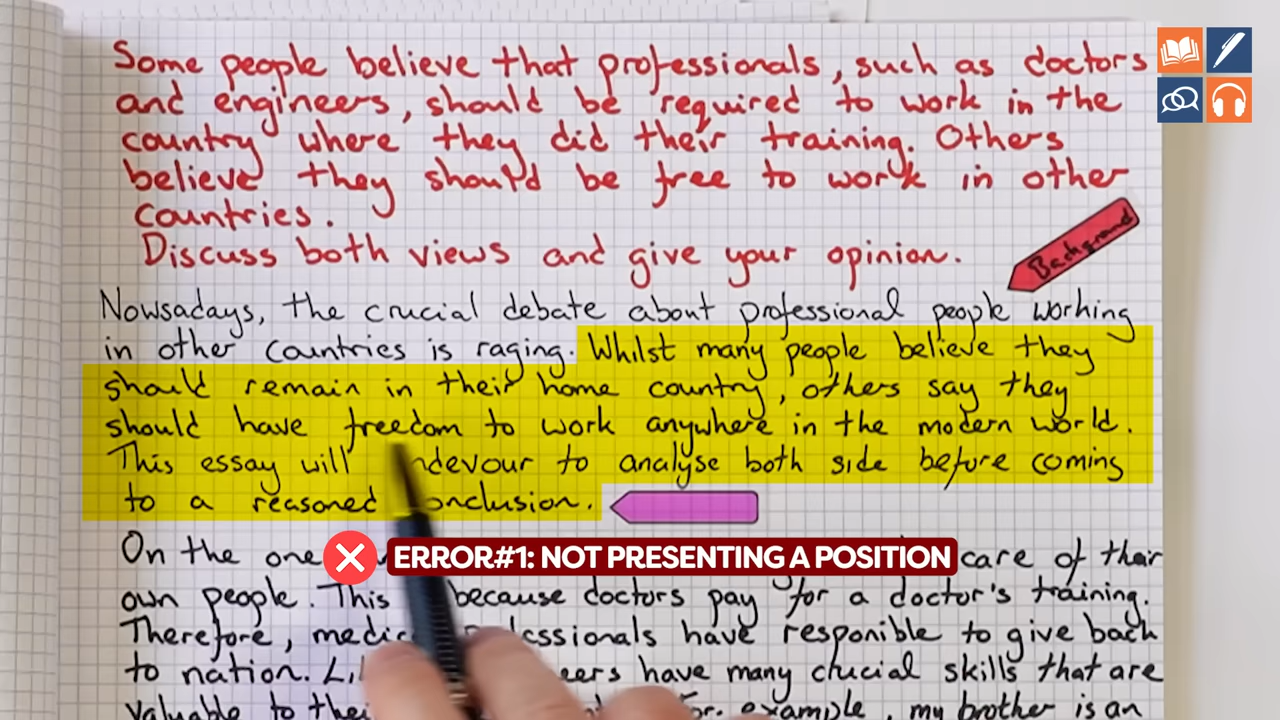 Some people believe that professionals, such as doctors
and engineers, should be required to work in the
country where they did their training. Others
believe they should be free to work in other
countries.
Discuss both views and give your opinion.
Background
Nowsadays, the crucial debate about professional people working
in other countries is raging. Whilst many people believe they
should remain in their home country, others say they
should have freedom to work anywhere in the modern world.
This essay will ndevour to analyse both side before coming
to a reasoned onclusion.
ERROR#1: NOT PRESENTING A POSITION
On the one care of their
own people. This because doctors pay for a doctor's training.
Therefore, medic essionals have responible to give back
to nation. Li eers have many crucial skills that are
valuable to the for example, my brother is an